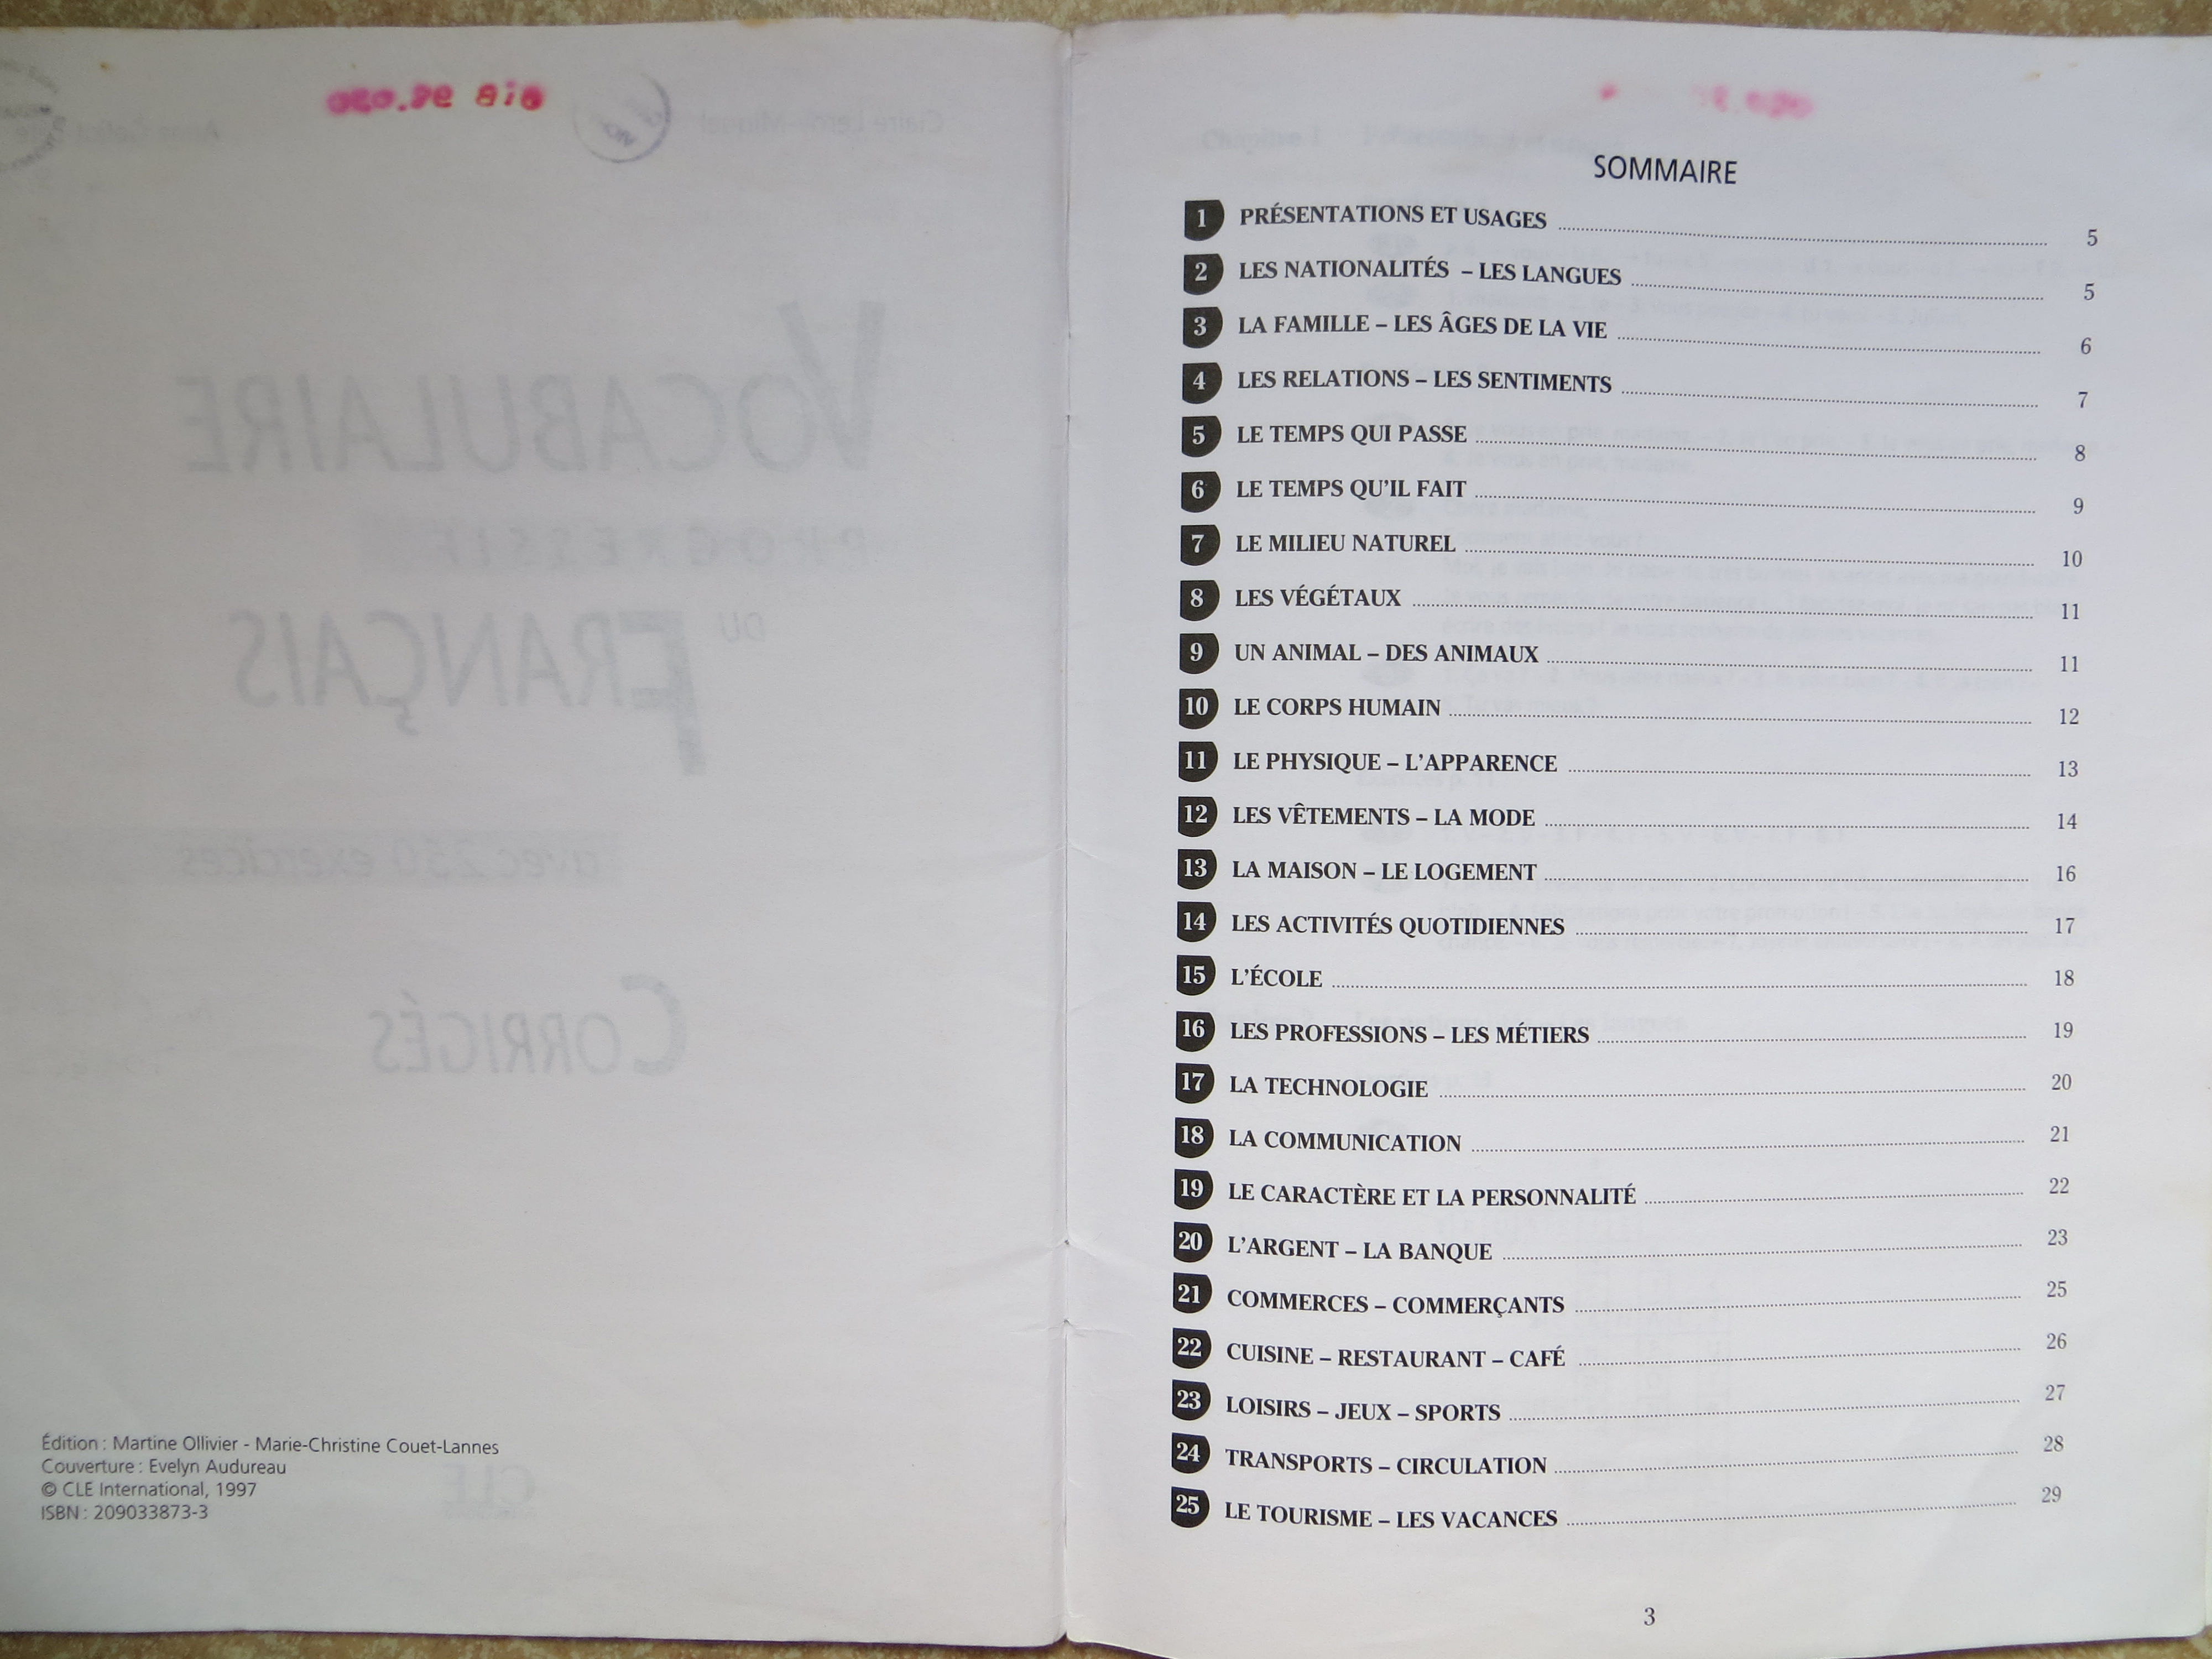 Édition : Martine Ollivier - Marie-Christine Couet-Lannes
Couverture : Evelyn Audureau
© CLE International, 1997
ISBN : 209033873-3
SOMMAIRE
1 PRÉSENTATIONS ET USAGES 5
2 LES NATIONALITÉS – LES LANGUES 5
3 LA FAMILLE – LES ÂGES DE LA VIE 6
4 LES RELATIONS – LES SENTIMENTS 7
5 LE TEMPS QUI PASSE 8
6 LE TEMPS QU'IL FAIT 9
7 LE MILIEU NATUREL 10
8 LES VÉGÉTAUX 11
9 UN ANIMAL – DES ANIMAUX 11
10 LE CORPS HUMAIN 12
11 LE PHYSIQUE – L'APPARENCE 13
12 LES VÊTEMENTS – LA MODE 14
13 LA MAISON – LE LOGEMENT 16
14 LES ACTIVITÉS QUOTIDIENNES 17
15 L'ÉCOLE 18
16 LES PROFESSIONS – LES MÉTIERS 19
17 LA TECHNOLOGIE 20
18 LA COMMUNICATION 21
19 LE CARACTÈRE ET LA PERSONNALITÉ 22
20 L'ARGENT – LA BANQUE 23
21 COMMERCES – COMMERÇANTS 25
22 CUISINE – RESTAURANT – CAFÉ 26
23 LOISIRS – JEUX – SPORTS 27
24 TRANSPORTS – CIRCULATION 28
25 LE TOURISME – LES VACANCES 29
3
VOCABULAIRE
DU
FRANÇAIS
avec 250 exercices
CORRIGÉS
CLE